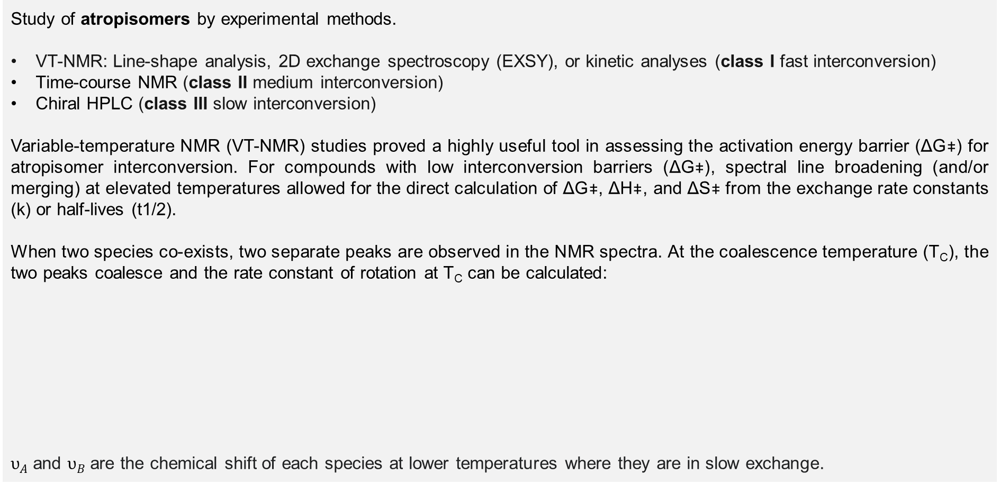 Study of atropisomers by experimental methods.
• VT-NMR: Line-shape analysis, 2D exchange spectroscopy (EXSY), or kinetic analyses (class I fast interconversion)
• Time-course NMR (class II medium interconversion)
• Chiral HPLC (class III slow interconversion)
Variable-temperature NMR (VT-NMR) studies proved a highly useful tool in assessing the activation energy barrier (ΔG‡) for
atropisomer interconversion. For compounds with low interconversion barriers (ΔG‡), spectral line broadening (and/or
merging) at elevated temperatures allowed for the direct calculation of ΔG‡, ΔH‡, and ΔS‡ from the exchange rate constants
(k) or half-lives (t1/2).
When two species co-exists, two separate peaks are observed in the NMR spectra. At the coalescence temperature (T_C), the
two peaks coalesce and the rate constant of rotation at T_C can be calculated:
υ_A and υ_B are the chemical shift of each species at lower temperatures where they are in slow exchange.